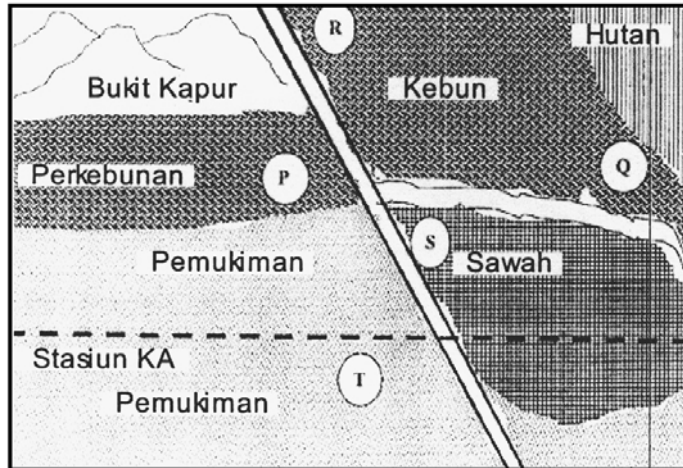 R
Hutan
Bukit Kapur
Kebun
Perkebunan
P
Q
Pemukiman
S
Sawah
Stasiun KA
T
Pemukiman